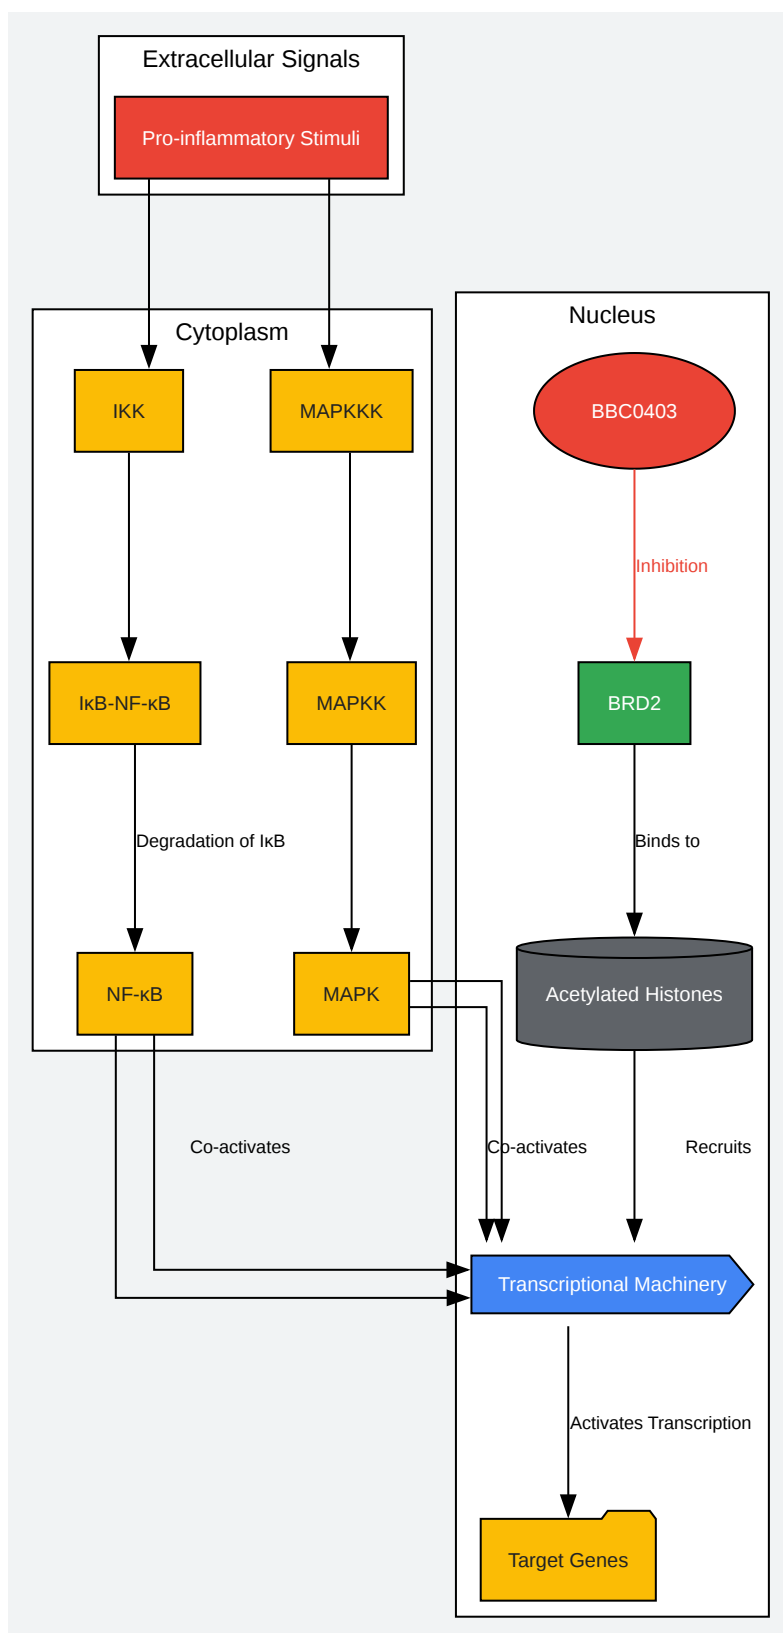 Extracellular Signals
Pro-inflammatory Stimuli
Cytoplasm
Nucleus
IKK
MAPKKK
BBC0403
Inhibition
IκB-NF-κB
MAPKK
BRD2
Degradation of IκB
Binds to
NF-κB
MAPK
Acetylated Histones
Co-activates
Co-activates
Recruits
Transcriptional Machinery
Activates Transcription
Target Genes